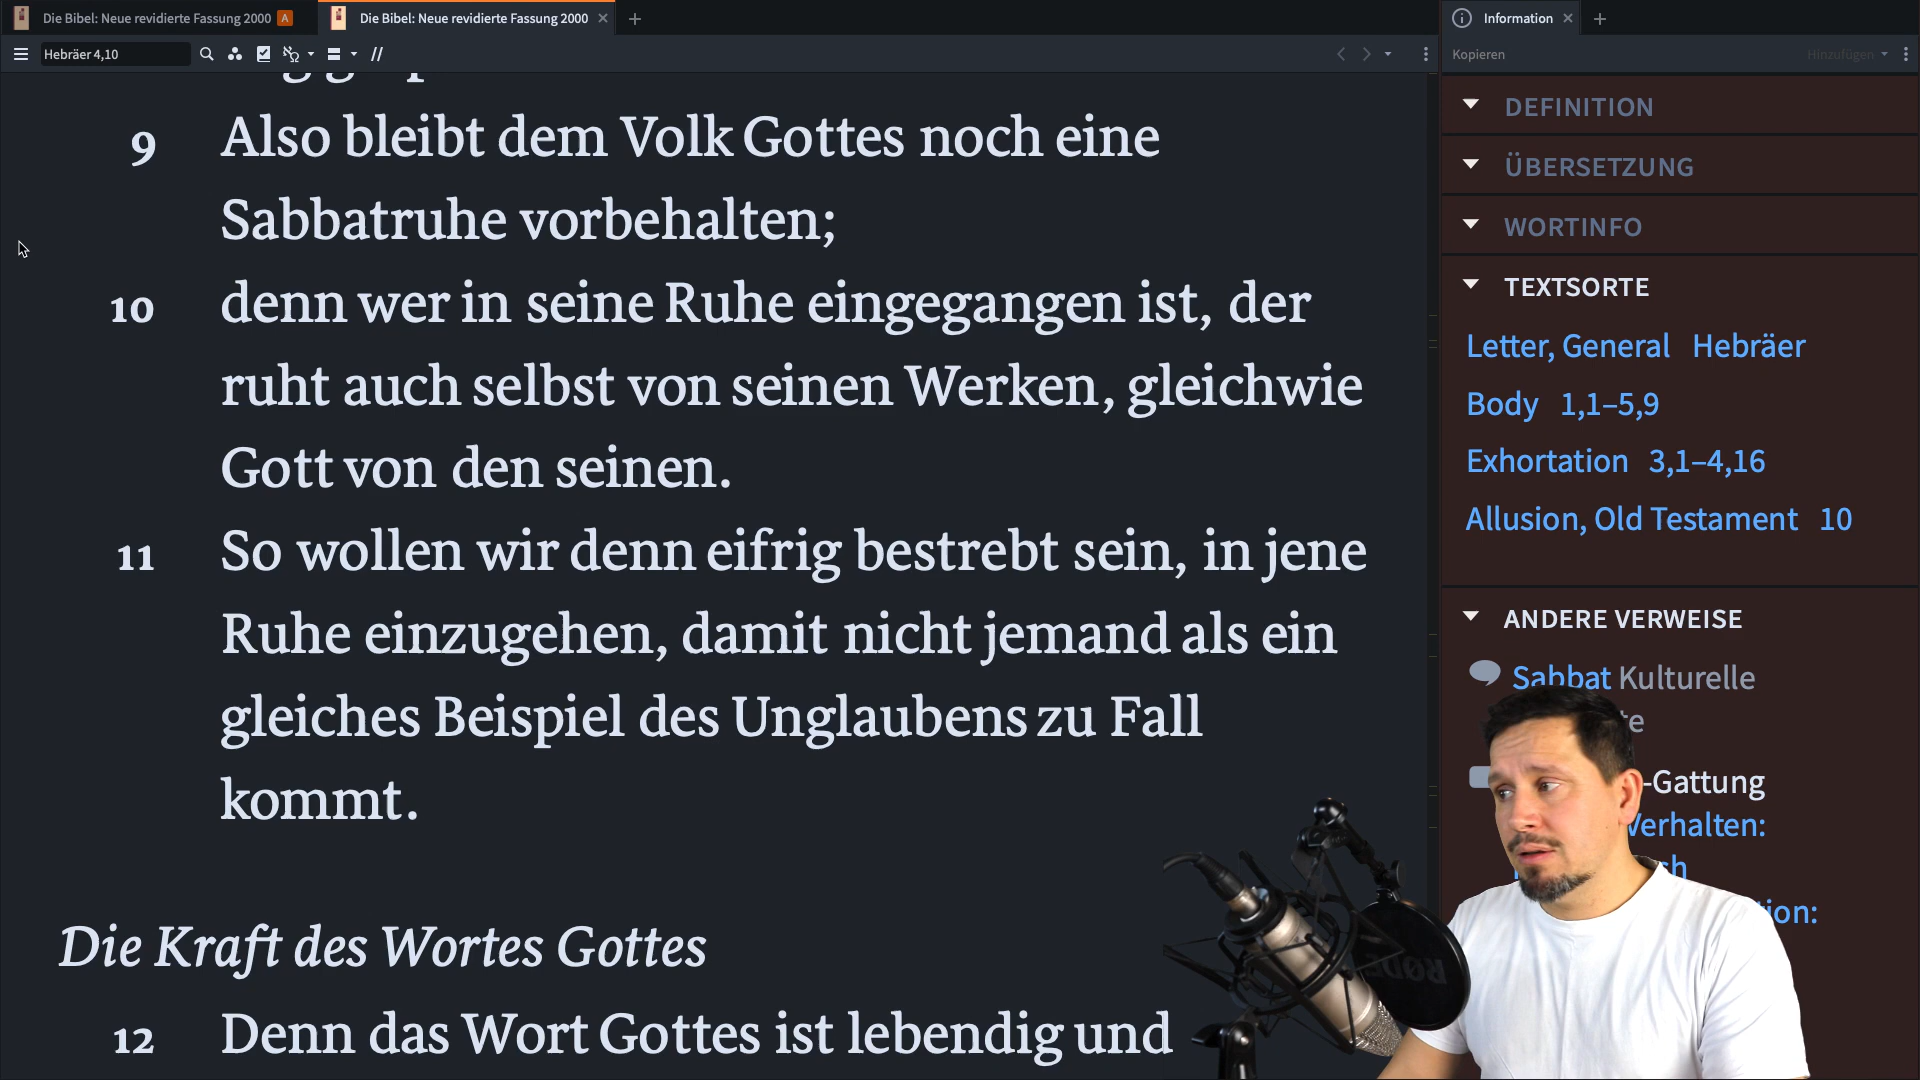 Die Bibel: Neue revidierte Fassung 2000 A
Die Bibel: Neue revidierte Fassung 2000
Information
Hebräer 4,10
Kopieren
Hinzufügen
9 Also bleibt dem Volk Gottes noch eine
Sabbatruhe vorbehalten;
10 denn wer in seine Ruhe eingegangen ist, der
ruht auch selbst von seinen Werken, gleichwie
Gott von den seinen.
11 So wollen wir denn eifrig bestrebt sein, in jene
Ruhe einzugehen, damit nicht jemand als ein
gleiches Beispiel des Unglaubens zu Fall
kommt.
Die Kraft des Wortes Gottes
12 Denn das Wort Gottes ist lebendig und
DEFINITION
ÜBERSETZUNG
WORTINFO
TEXTSORTE
Letter, General Hebräer
Body 1,1–5,9
Exhortation 3,1–4,16
Allusion, Old Testament 10
ANDERE VERWEISE
Sabbat Kulturelle
-Gattung
Verhalten:
RØDE